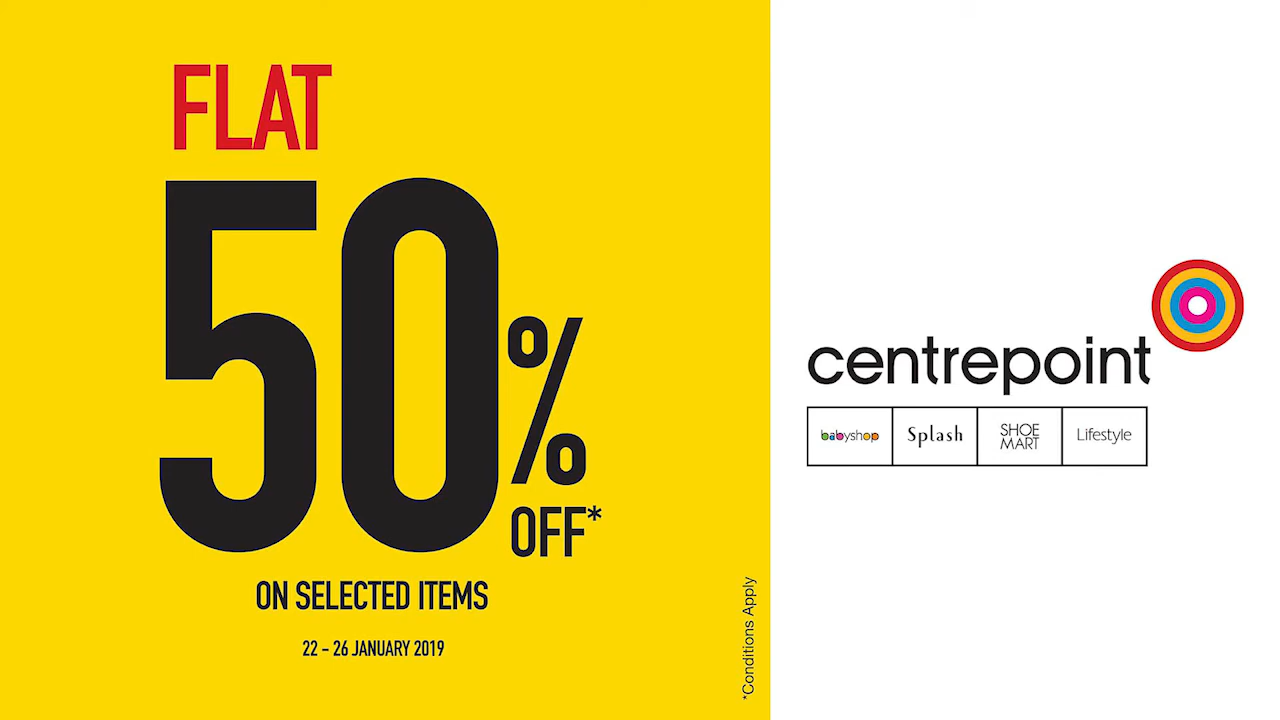 FLAT
50%
OFF*
ON SELECTED ITEMS
22 – 26 JANUARY 2019
*Conditions Apply
centrepoint
babyshop
Splash
SHOE
MART
Lifestyle